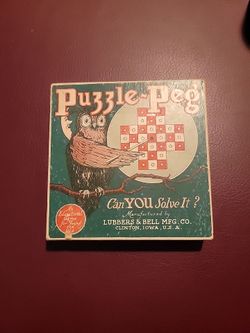 Puzzle-Peg
Can YOU Solve It?
Manufactured by
LUBBERS & BELL MFG. CO.
CLINTON, IOWA, U.S.A.